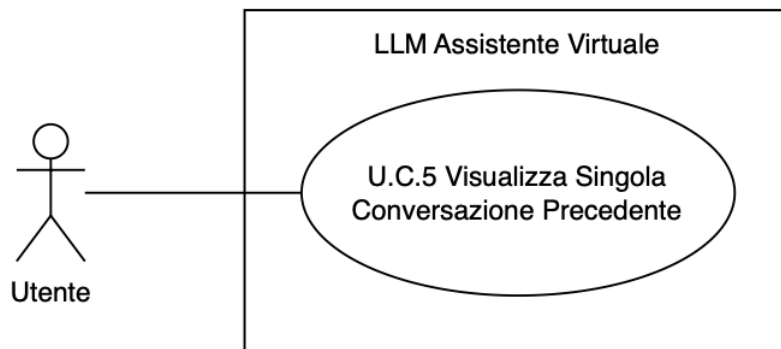 LLM Assistente Virtuale
U.C.5 Visualizza Singola
Conversazione Precedente
Utente